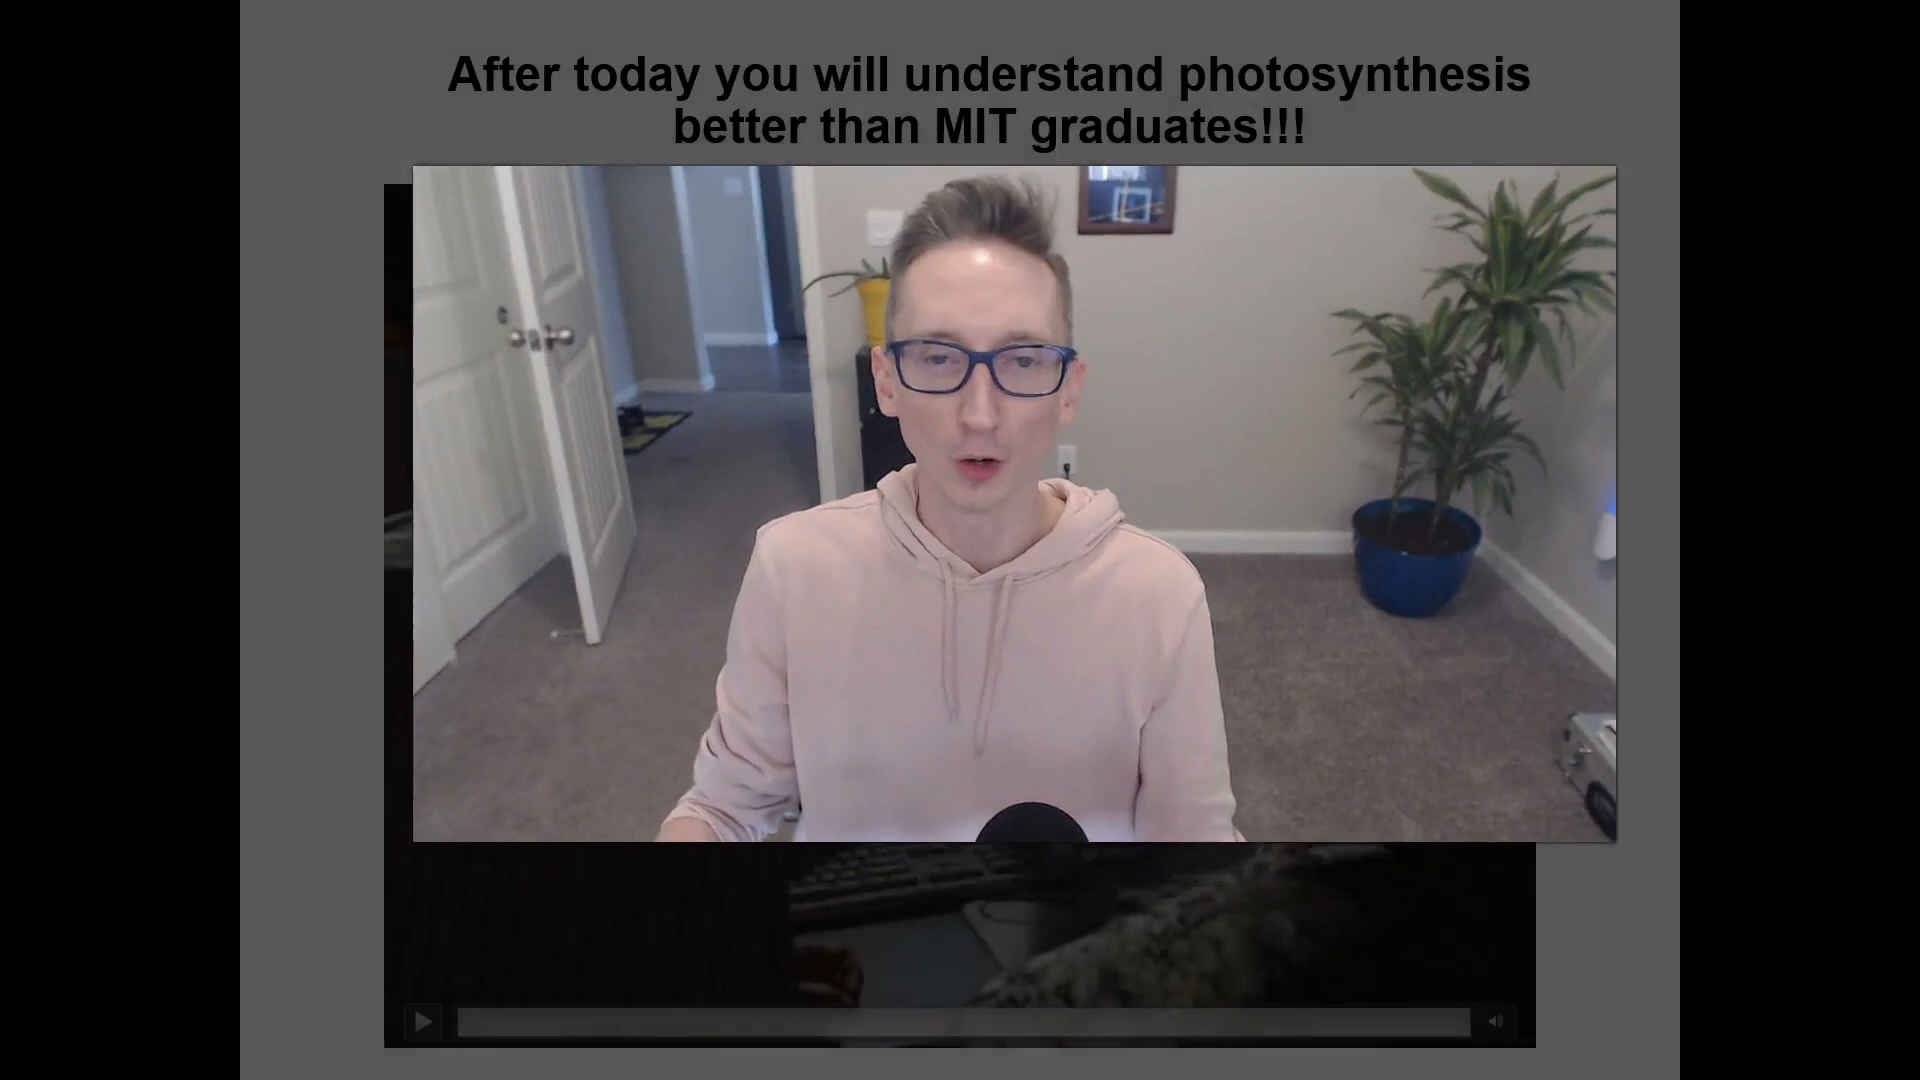 After today you will understand photosynthesis
better than MIT graduates!!!